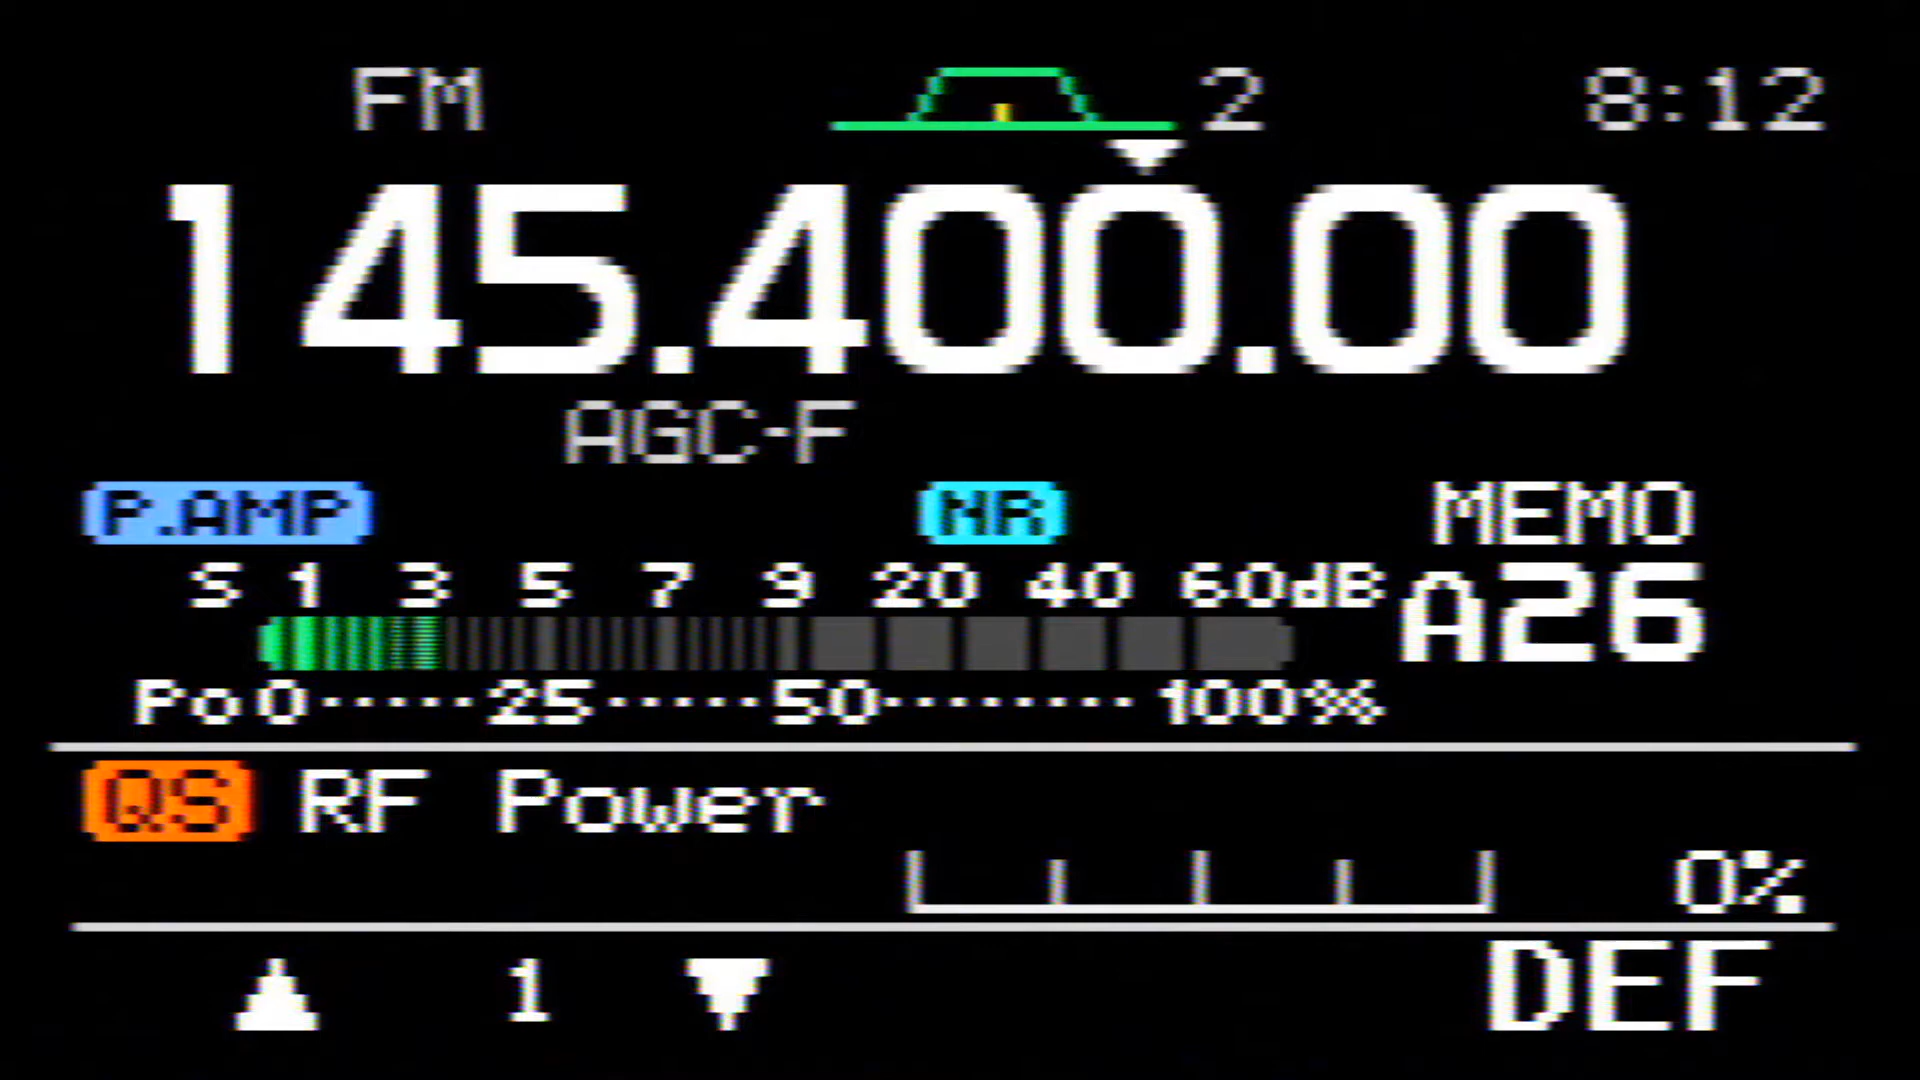 FM 2 8:12
145.400.00
AGC-F
P.AMP NR MEMO
S 1 3 5 7 9 20 40 60dB A26
Po 0 25 50 100%
QS RF Power
0%
1 DEF